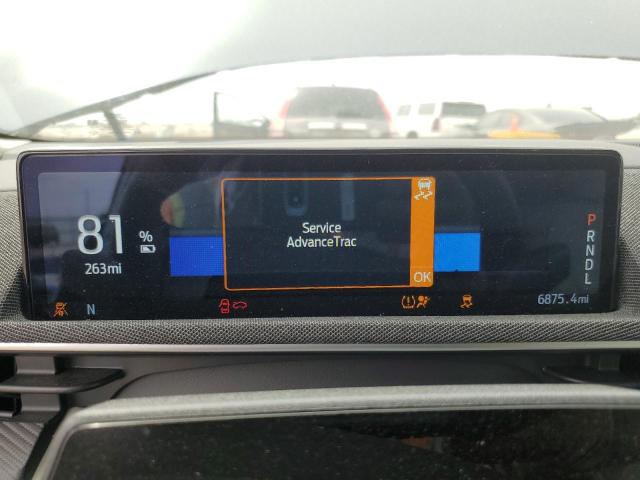 81 %
263mi
Service
AdvanceTrac
OK
P
R
N
D
L
N
6875.4mi